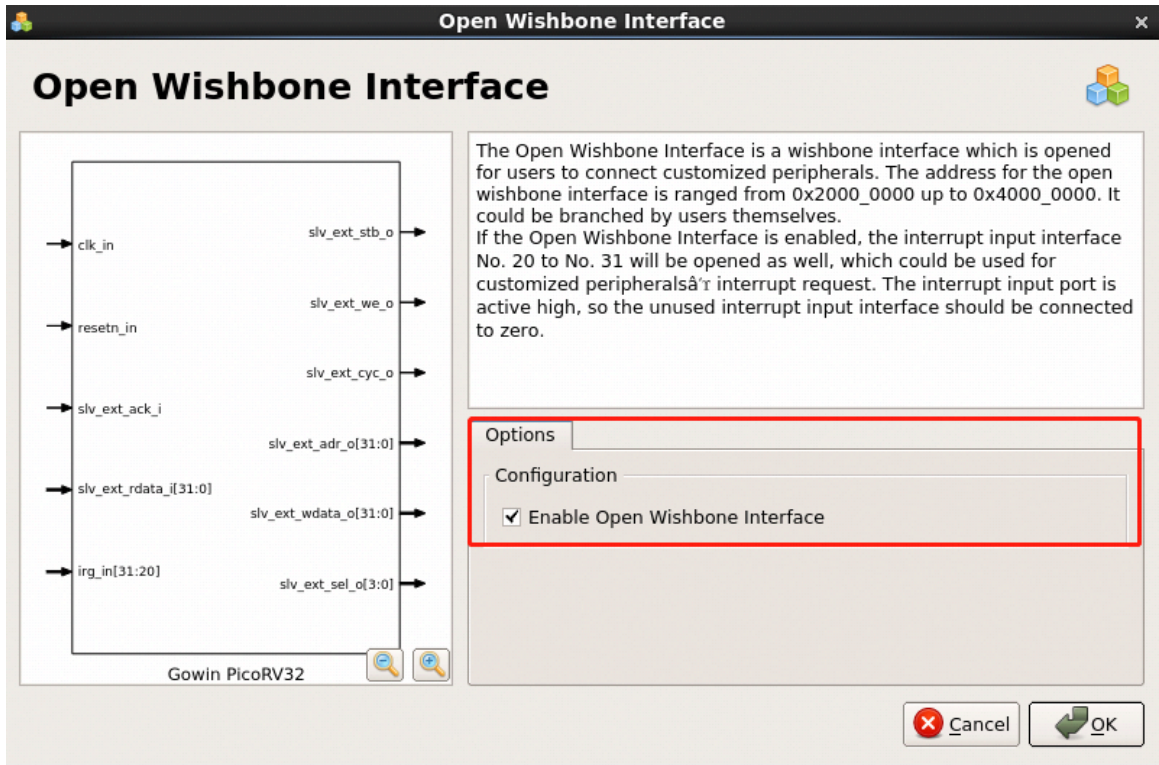 Open Wishbone Interface
Open Wishbone Interface
clk_in
resetn_in
slv_ext_ack_i
slv_ext_rdata_i[31:0]
irg_in[31:20]
slv_ext_stb_o
slv_ext_we_o
slv_ext_cyc_o
slv_ext_adr_o[31:0]
slv_ext_wdata_o[31:0]
slv_ext_sel_o[3:0]
Gowin PicoRV32
The Open Wishbone Interface is a wishbone interface which is opened
for users to connect customized peripherals. The address for the open
wishbone interface is ranged from 0x2000_0000 up to 0x4000_0000. It
could be branched by users themselves.
If the Open Wishbone Interface is enabled, the interrupt input interface
No. 20 to No. 31 will be opened as well, which could be used for
customized interrupt request. The interrupt input port is
active high, so the unused interrupt input interface should be connected
to zero.
Options
Configuration
Enable Open Wishbone Interface
Cancel
OK